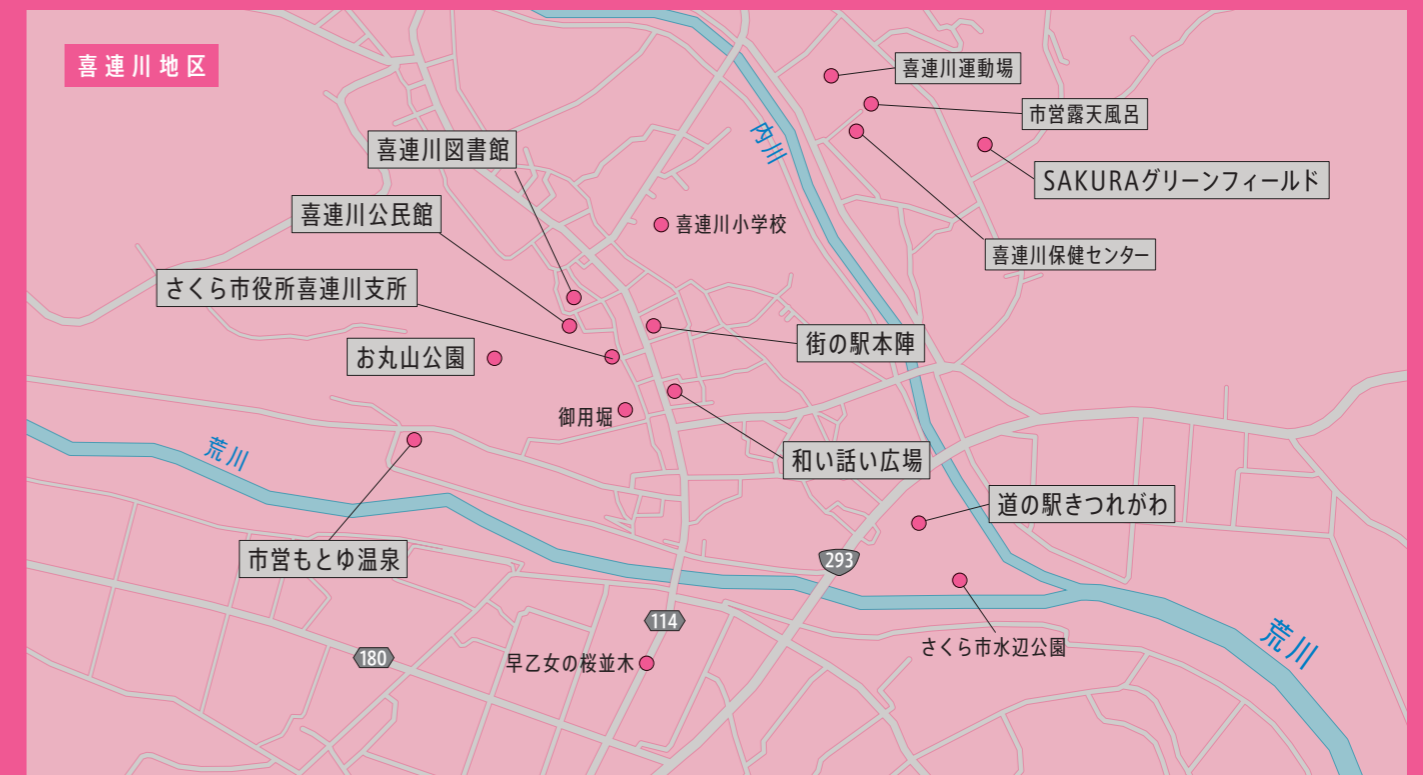 喜連川地区
喜連川運動場
市営露天風呂
内川
喜連川図書館
SAKURAグリーンフィールド
喜連川公民館
喜連川小学校
喜連川保健センター
さくら市役所喜連川支所
街の駅本陣
お丸山公園
御用堀
荒川
和い話い広場
道の駅きつれがわ
市営もとゆ温泉
293
114
荒川
さくら市水辺公園
180
早乙女の桜並木